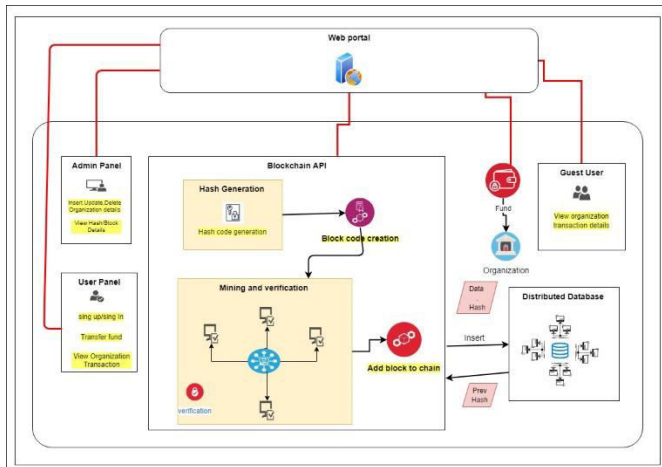 Web portal
Admin Panel
Insert,Update,Delete
Organization details
View Hash/Block
Details
User Panel
sing up/sing in
Transfer fund
View Organization
Transaction
Blockchain API
Hash Generation
Hash code generation
Block code creation
Mining and verification
verification
Add block to chain
Fund
Organization
Guest User
View organization
transaction details
Data
.
Hash
Insert
Prev
Hash
Distributed Database